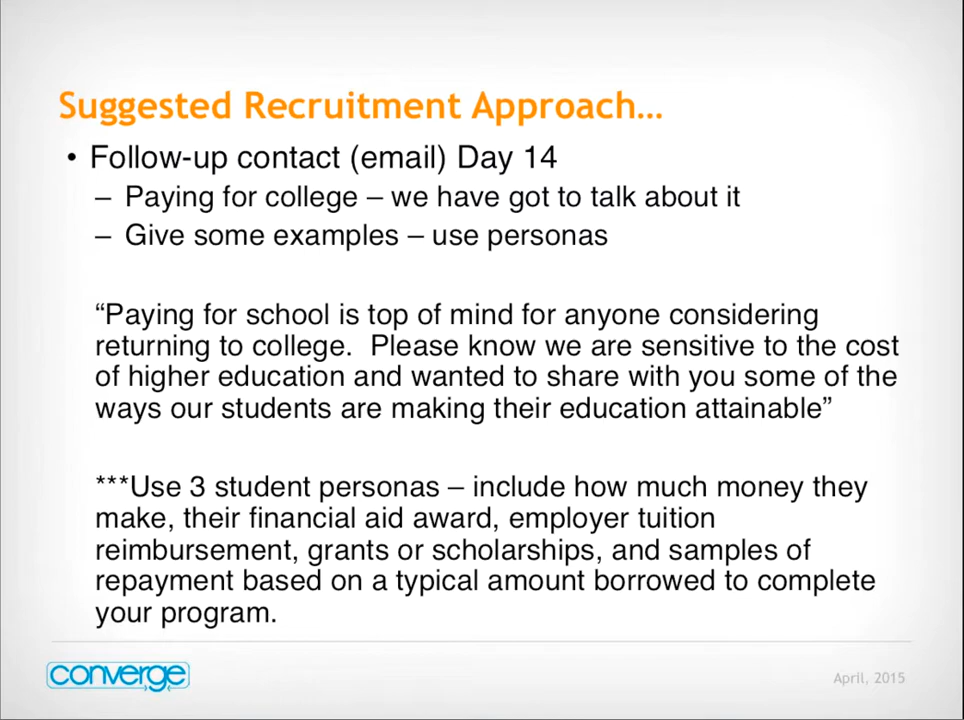 Suggested Recruitment Approach…
• Follow-up contact (email) Day 14
– Paying for college – we have got to talk about it
– Give some examples – use personas
“Paying for school is top of mind for anyone considering
returning to college.  Please know we are sensitive to the cost
of higher education and wanted to share with you some of the
ways our students are making their education attainable”
***Use 3 student personas – include how much money they
make, their financial aid award, employer tuition
reimbursement, grants or scholarships, and samples of
repayment based on a typical amount borrowed to complete
your program.
converge
April, 2015